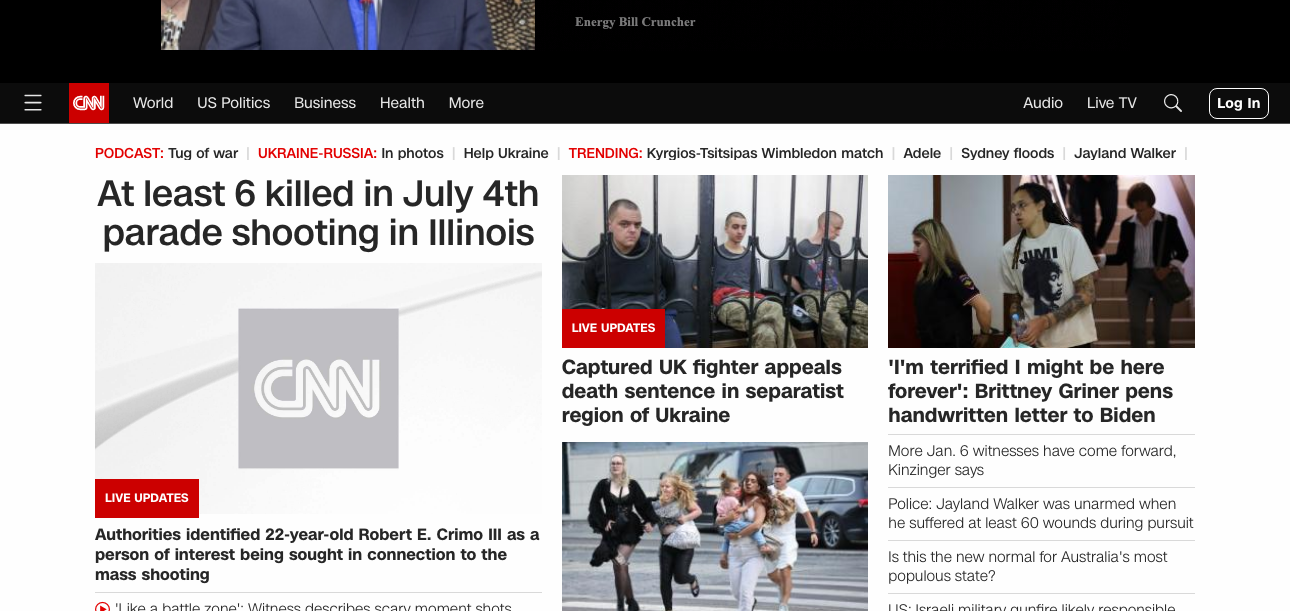 Energy Bill Cruncher
CNN World US Politics Business Health More Audio Live TV Log In
PODCAST: Tug of war | UKRAINE-RUSSIA: In photos | Help Ukraine | TRENDING: Kyrgios-Tsitsipas Wimbledon match | Adele | Sydney floods | Jayland Walker |
At least 6 killed in July 4th
parade shooting in Illinois
CNN
LIVE UPDATES
Authorities identified 22-year-old Robert E. Crimo III as a
person of interest being sought in connection to the
mass shooting
'Like a battle zone': Witness describes scary moment shots
LIVE UPDATES
Captured UK fighter appeals
death sentence in separatist
region of Ukraine
JIMI
'I'm terrified I might be here
forever': Brittney Griner pens
handwritten letter to Biden
More Jan. 6 witnesses have come forward,
Kinzinger says
Police: Jayland Walker was unarmed when
he suffered at least 60 wounds during pursuit
Is this the new normal for Australia's most
populous state?
US: Israeli military gunfire likely responsible